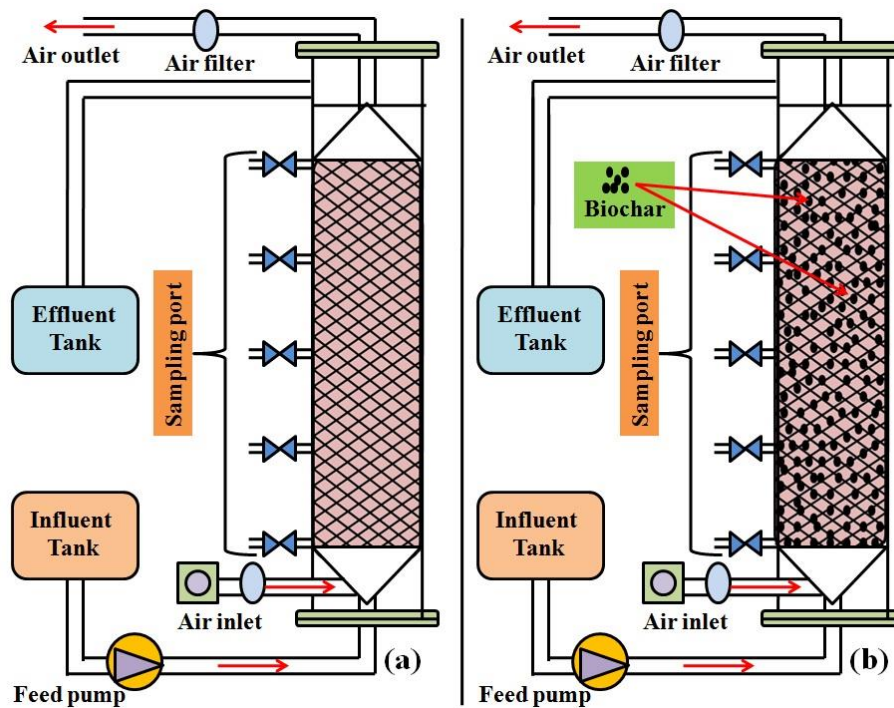 Air outlet
Air filter
Effluent
Tank
Sampling port
Influent
Tank
Air inlet
Feed pump
(a)
Air outlet
Air filter
Biochar
Effluent
Tank
Sampling port
Influent
Tank
Air inlet
Feed pump
(b)